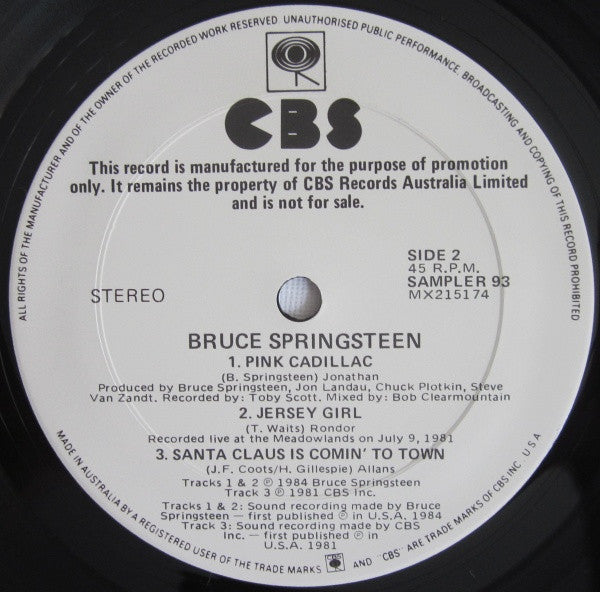 ALL RIGHTS OF THE MANUFACTURER AND OF THE OWNER OF THE RECORDED WORK RESERVED. UNAUTHORISED PUBLIC PERFORMANCE, BROADCASTING AND COPYING OF THIS RECORD PROHIBITED
CBS
This record is manufactured for the purpose of promotion
only. It remains the property of CBS Records Australia Limited
and is not for sale.
SIDE 2
45 R.P.M.
SAMPLER 93
MX215174
STEREO
BRUCE SPRINGSTEEN
1. PINK CADILLAC
(B. Springsteen) Jonathan
Produced by Bruce Springsteen, Jon Landau, Chuck Plotkin, Steve
Van Zandt. Recorded by: Toby Scott. Mixed by: Bob Clearmountain
2. JERSEY GIRL
(T. Waits) Rondor
Recorded live at the Meadowlands on July 9, 1981
3. SANTA CLAUS IS COMIN' TO TOWN
(J.F. Coots/H. Gillespie) Allans
Tracks 1 & 2 ℗ 1984 Bruce Springsteen
Track 3 ℗ 1981 CBS Inc.
Tracks 1 & 2: Sound recording made by Bruce
Springsteen — first published ℗ in U.S.A. 1984
Track 3: Sound recording made by CBS
Inc. — first published ℗ in
U.S.A. 1981
MADE IN AUSTRALIA BY A REGISTERED USER OF THE TRADE MARKS AND "CBS" ARE TRADE MARKS OF CBS INC. U S A